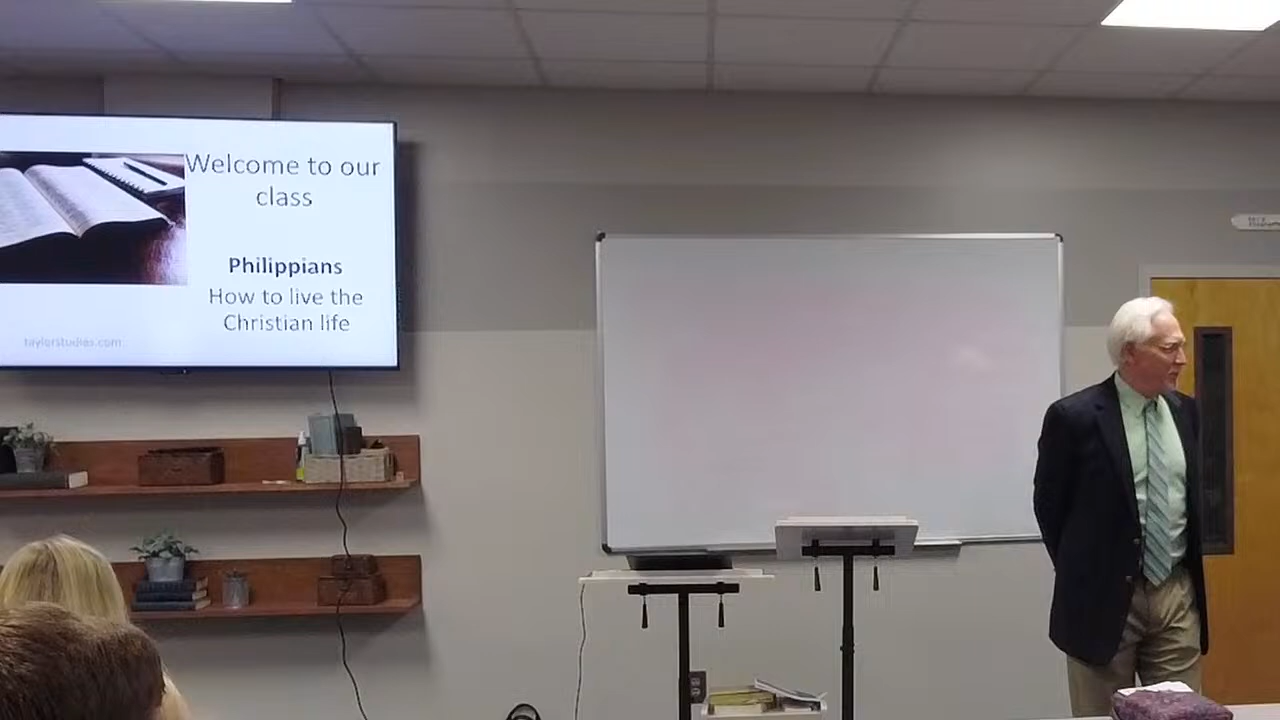 Welcome to our
class
Philippians
How to live the
Christian life
taylorstudies.com